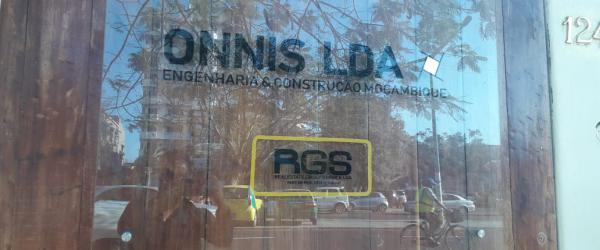 ONNIS LDA
ENGENHARIA & CONSTRUÇÃO MOÇAMBIQUE
124
RGS